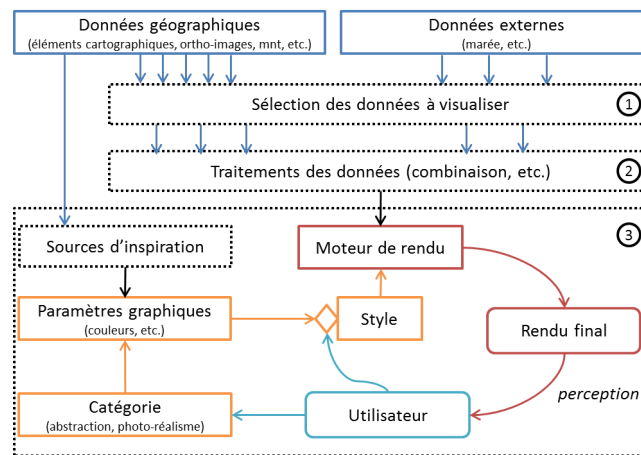 Données géographiques
(éléments cartographiques, ortho-images, mnt, etc.)
Données externes
(marée, etc.)
Sélection des données à visualiser
1
Traitements des données (combinaison, etc.)
2
3
Sources d'inspiration
Moteur de rendu
Paramètres graphiques
(couleurs, etc.)
Style
Rendu final
Catégorie
(abstraction, photo-réalisme)
Utilisateur
perception